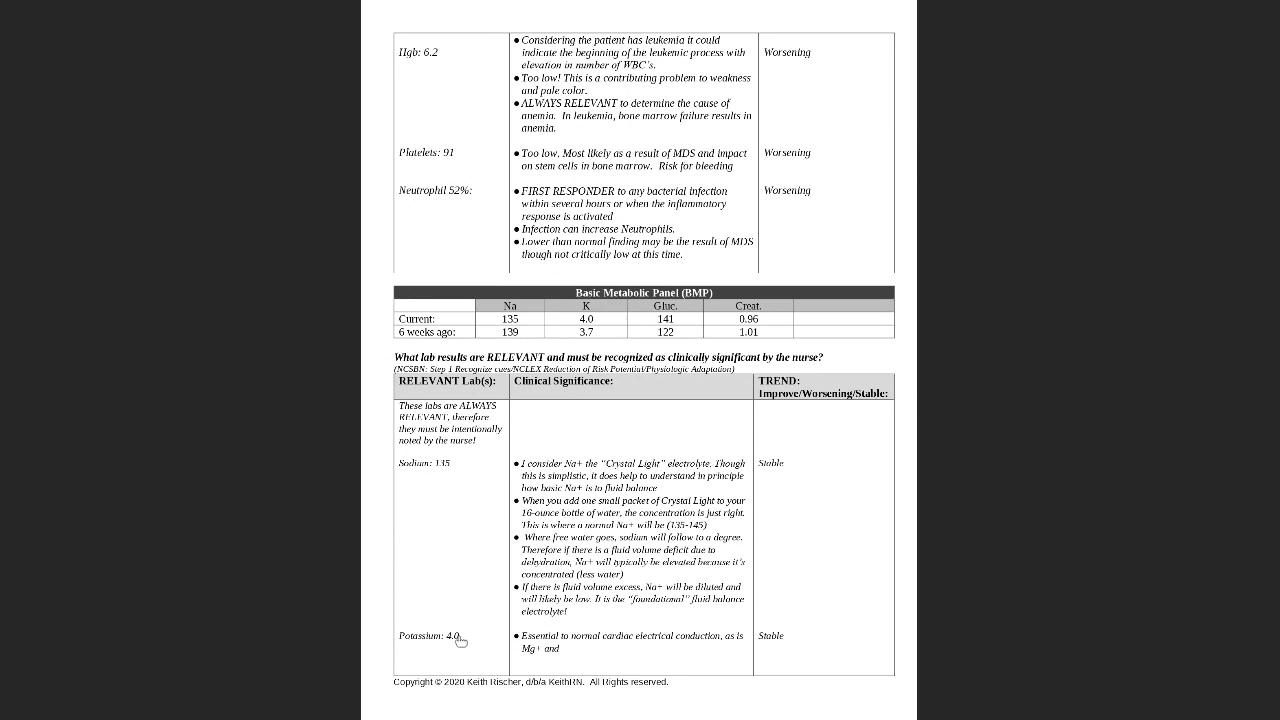 ● Considering the patient has leukemia it could
Hgb: 6.2 indicate the beginning of the leukemic process with Worsening
elevation in number of WBC's.
● Too low! This is a contributing problem to weakness
and pale color.
● ALWAYS RELEVANT to determine the cause of
anemia. In leukemia, bone marrow failure results in
anemia.
Platelets: 91 ● Too low. Most likely as a result of MDS and impact Worsening
on stem cells in bone marrow. Risk for bleeding
Neutrophil 52%: ● FIRST RESPONDER to any bacterial infection Worsening
within several hours or when the inflammatory
response is activated
● Infection can increase Neutrophils.
● Lower than normal finding may be the result of MDS
though not critically low at this time.
Basic Metabolic Panel (BMP)
Na K Gluc. Creat.
Current: 135 4.0 141 0.96
6 weeks ago: 139 3.7 122 1.01
What lab results are RELEVANT and must be recognized as clinically significant by the nurse?
(NCSBN: Step 1 Recognize cues/NCLEX Reduction of Risk Potential/Physiologic Adaptation)
RELEVANT Lab(s): Clinical Significance: TREND:
Improve/Worsening/Stable:
These labs are ALWAYS
RELEVANT, therefore
they must be intentionally
noted by the nurse!
Sodium: 135 ● I consider Na+ the “Crystal Light” electrolyte. Though Stable
this is simplistic, it does help to understand in principle
how basic Na+ is to fluid balance
● When you add one small packet of Crystal Light to your
16-ounce bottle of water, the concentration is just right.
This is where a normal Na+ will be (135-145)
● Where free water goes, sodium will follow to a degree.
Therefore if there is a fluid volume deficit due to
dehydration, Na+ will typically be elevated because it's
concentrated (less water)
● If there is fluid volume excess, Na+ will be diluted and
will likely be low. It is the “foundational” fluid balance
electrolyte!
Potassium: 4.0 ● Essential to normal cardiac electrical conduction, as is Stable
Mg+ and
Copyright © 2020 Keith Rischer, d/b/a KeithRN. All Rights reserved.